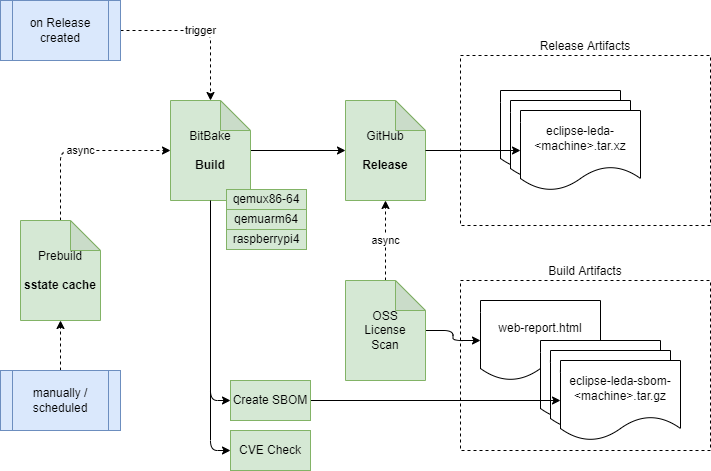 on Release
created
trigger
Release Artifacts
BitBake
Build
GitHub
Release
eclipse-leda-
<machine>.tar.xz
async
qemux86-64
qemuarm64
raspberrypi4
async
Prebuild
sstate cache
Build Artifacts
OSS
License
Scan
web-report.html
manually /
scheduled
Create SBOM
eclipse-leda-sbom-
<machine>.tar.gz
CVE Check